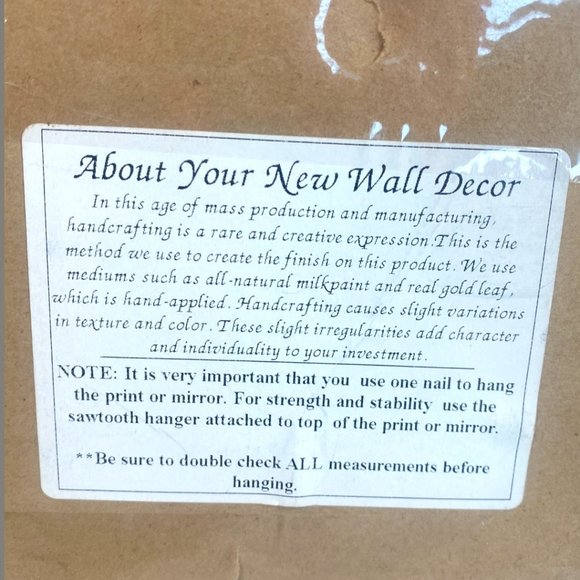 About Your New Wall Decor
In this age of mass production and manufacturing,
handcrafting is a rare and creative expression.This is the
method we use to create the finish on this product. We use
mediums such as all-natural milkpaint and real gold leaf,
which is hand-applied. Handcrafting causes slight variations
in texture and color. These slight irregularities add character
and individuality to your investment.
NOTE: It is very important that you use one nail to hang
the print or mirror. For strength and stability use the
sawtooth hanger attached to top of the print or mirror.
**Be sure to double check ALL measurements before
hanging.